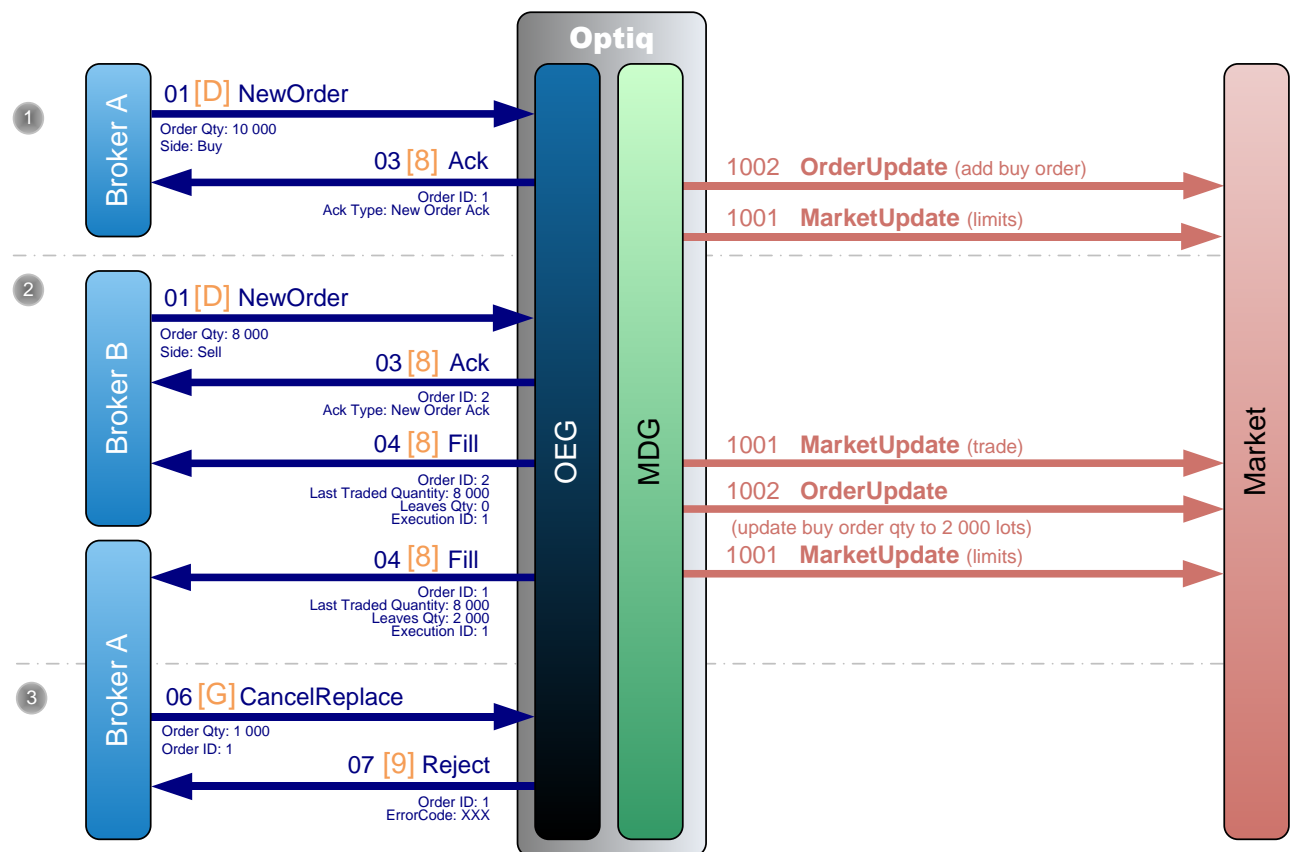 Optiq
1
Broker A
01 [D] NewOrder
Order Qty: 10 000
Side: Buy
03 [8] Ack
Order ID: 1
Ack Type: New Order Ack
1002 OrderUpdate (add buy order)
1001 MarketUpdate (limits)
2
Broker B
01 [D] NewOrder
Order Qty: 8 000
Side: Sell
03 [8] Ack
Order ID: 2
Ack Type: New Order Ack
OEG
MDG
Market
04 [8] Fill
Order ID: 2
Last Traded Quantity: 8 000
Leaves Qty: 0
Execution ID: 1
1001 MarketUpdate (trade)
1002 OrderUpdate
(update buy order qty to 2 000 lots)
1001 MarketUpdate (limits)
Broker A
04 [8] Fill
Order ID: 1
Last Traded Quantity: 8 000
Leaves Qty: 2 000
Execution ID: 1
3
06 [G] CancelReplace
Order Qty: 1 000
Order ID: 1
07 [9] Reject
Order ID: 1
ErrorCode: XXX